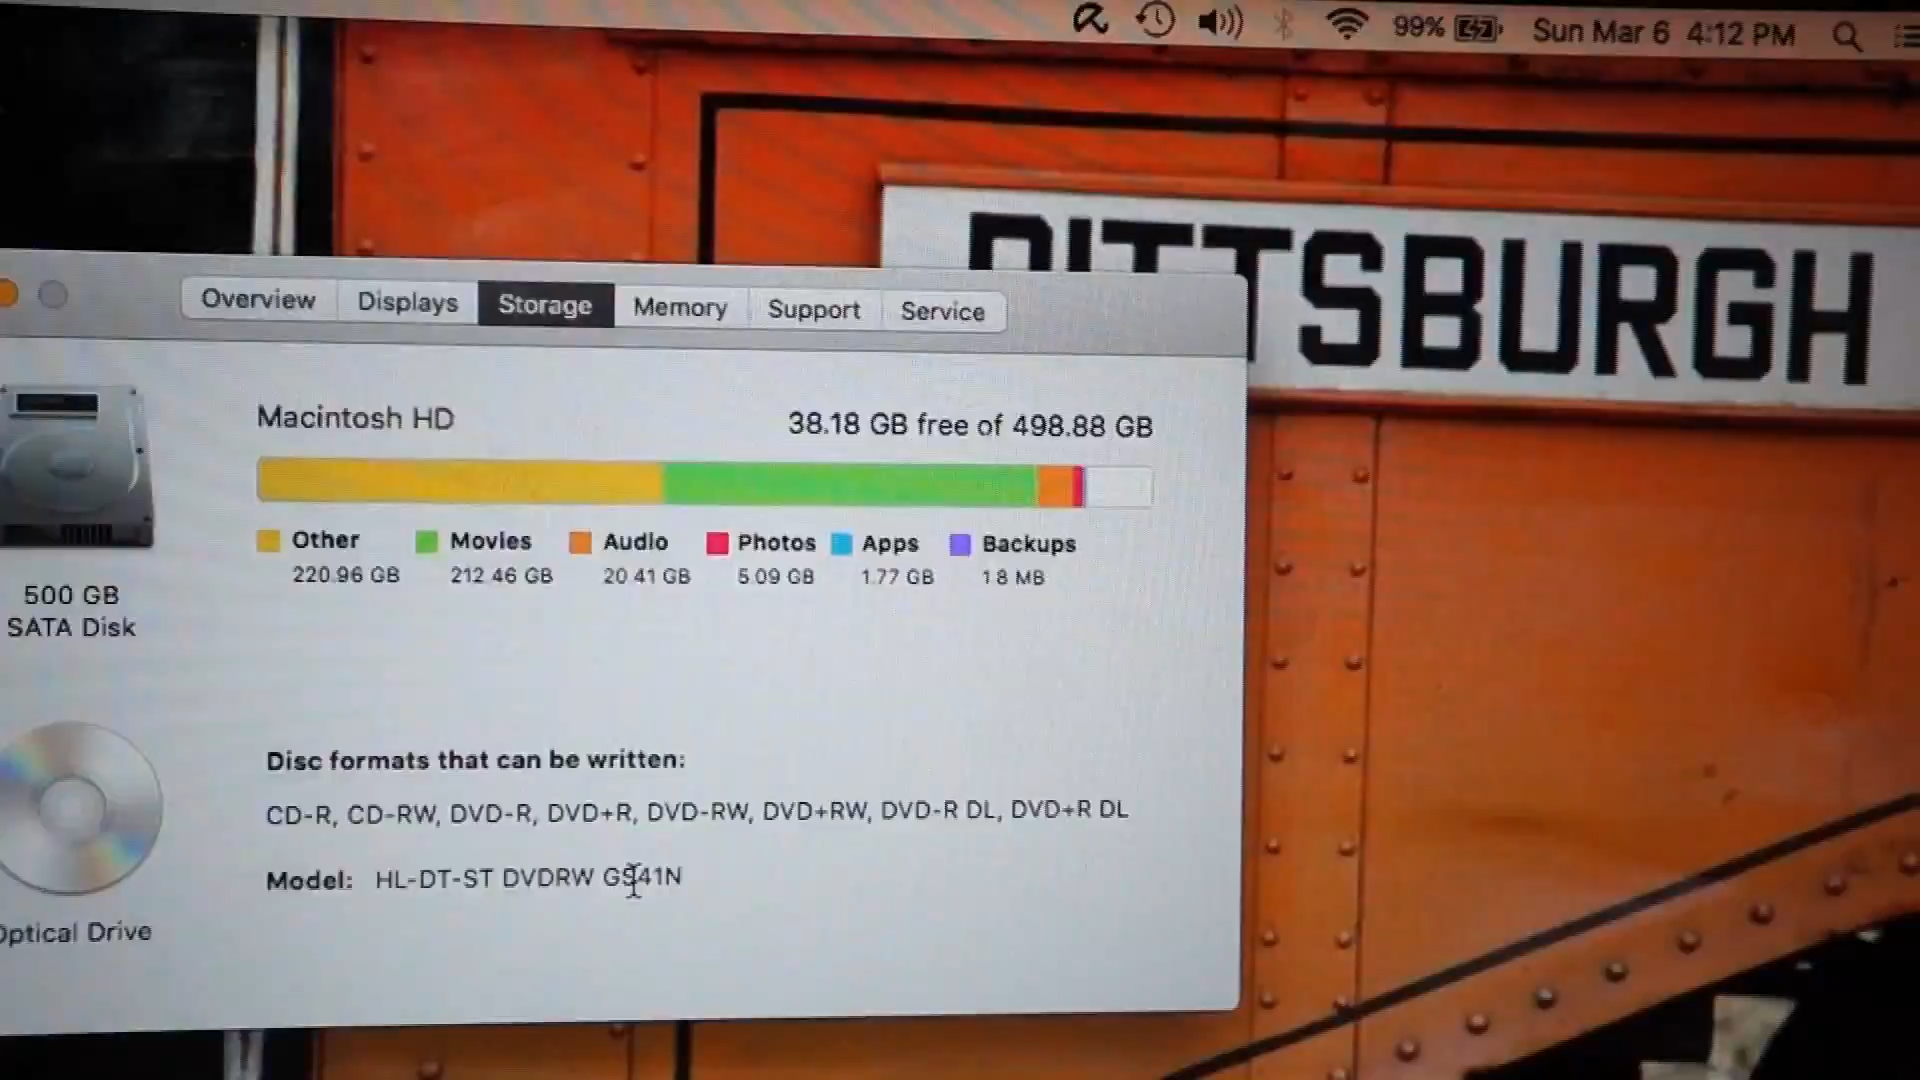 99% Sun Mar 6 4:12 PM
PITTSBURGH
Overview Displays Storage Memory Support Service
Macintosh HD 38.18 GB free of 498.88 GB
Other Movies Audio Photos Apps Backups
220.96 GB 212.46 GB 20.41 GB 5.09 GB 1.77 GB 1.8 MB
500 GB
SATA Disk
Disc formats that can be written:
CD-R, CD-RW, DVD-R, DVD+R, DVD-RW, DVD+RW, DVD-R DL, DVD+R DL
Model: HL-DT-ST DVDRW GS41N
Optical Drive